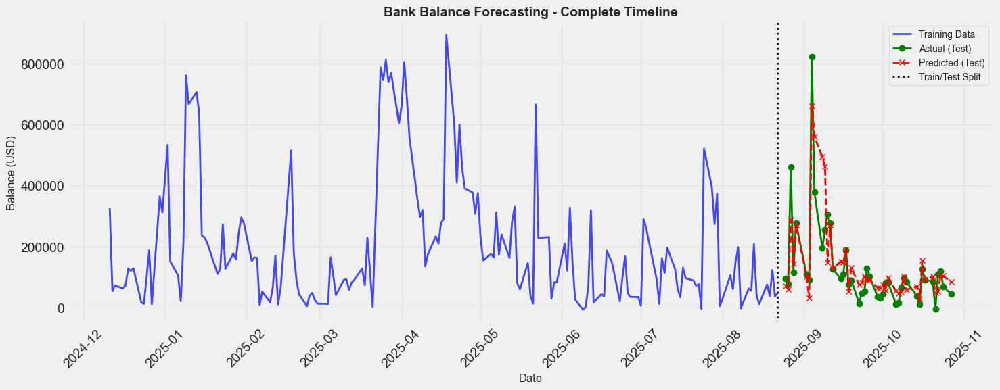 Bank Balance Forecasting - Complete Timeline
Training Data
Actual (Test)
Predicted (Test)
Train/Test Split
Balance (USD)
800000
600000
400000
200000
0
2024-12
2025-01
2025-02
2025-03
2025-04
2025-05
2025-06
2025-07
2025-08
2025-09
2025-10
2025-11
Date